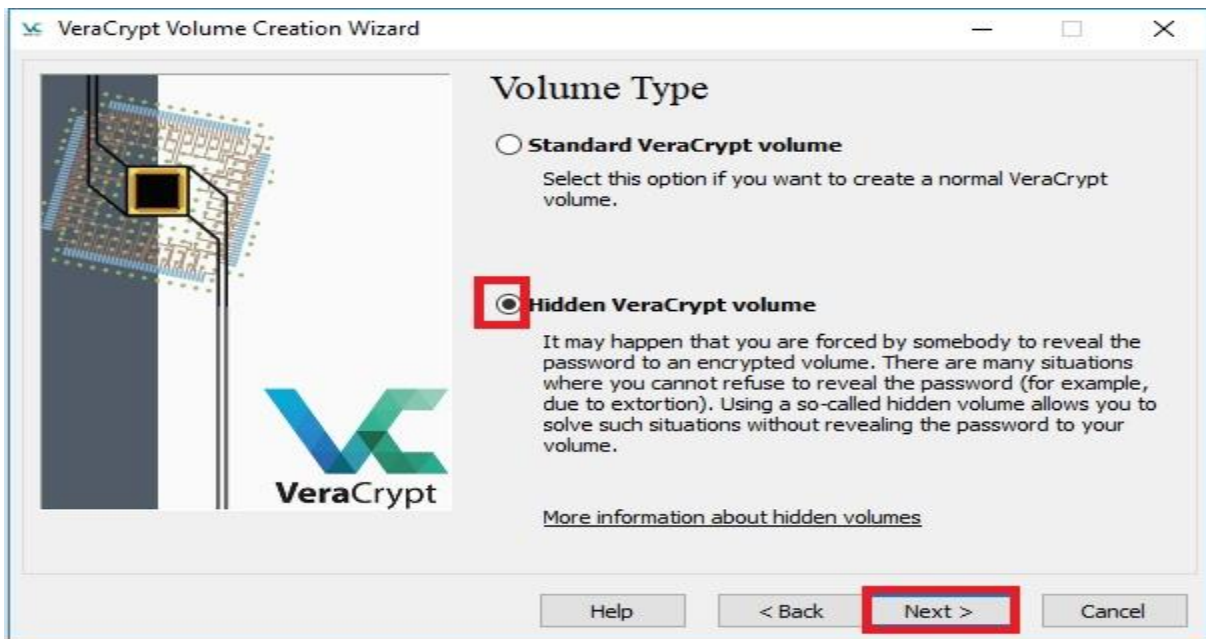 VeraCrypt Volume Creation Wizard
Volume Type
Standard VeraCrypt volume
Select this option if you want to create a normal VeraCrypt
volume.
Hidden VeraCrypt volume
It may happen that you are forced by somebody to reveal the
password to an encrypted volume. There are many situations
where you cannot refuse to reveal the password (for example,
due to extortion). Using a so-called hidden volume allows you to
solve such situations without revealing the password to your
volume.
VeraCrypt
More information about hidden volumes
Help < Back Next > Cancel